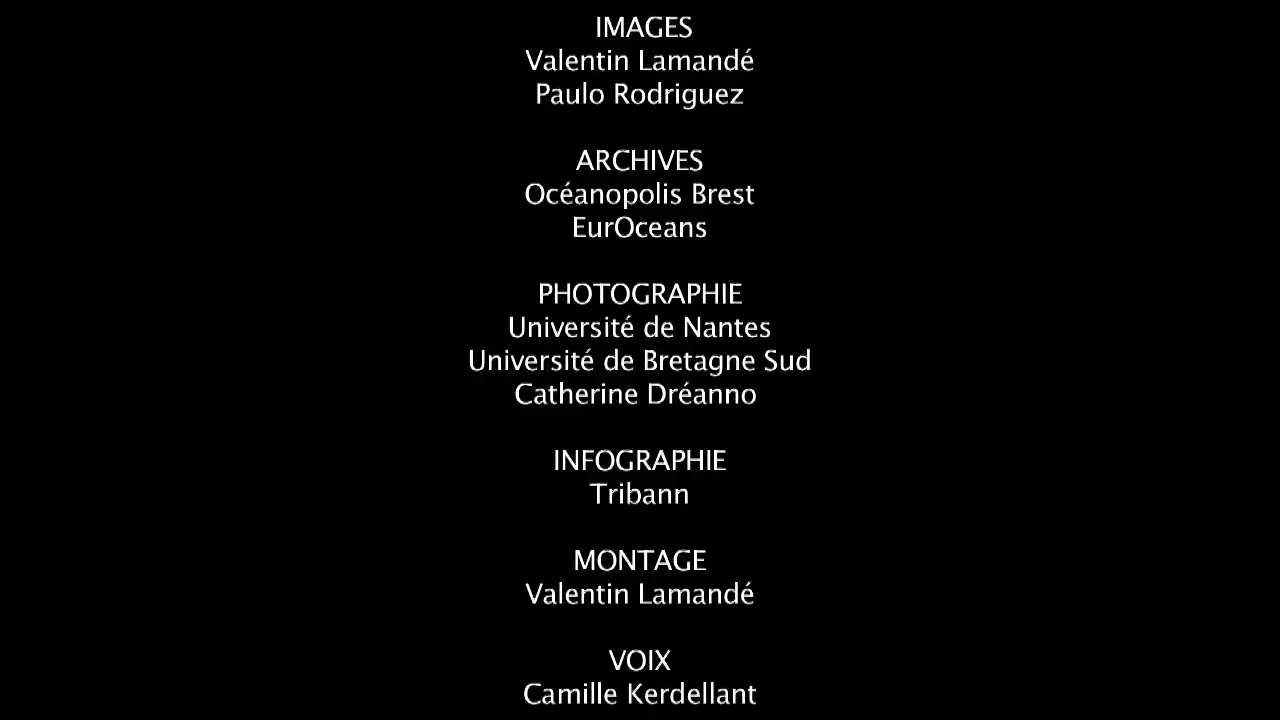 IMAGES
Valentin Lamandé
Paulo Rodriguez
ARCHIVES
Océanopolis Brest
EurOceans
PHOTOGRAPHIE
Université de Nantes
Université de Bretagne Sud
Catherine Dréanno
INFOGRAPHIE
Tribann
MONTAGE
Valentin Lamandé
VOIX
Camille Kerdellant